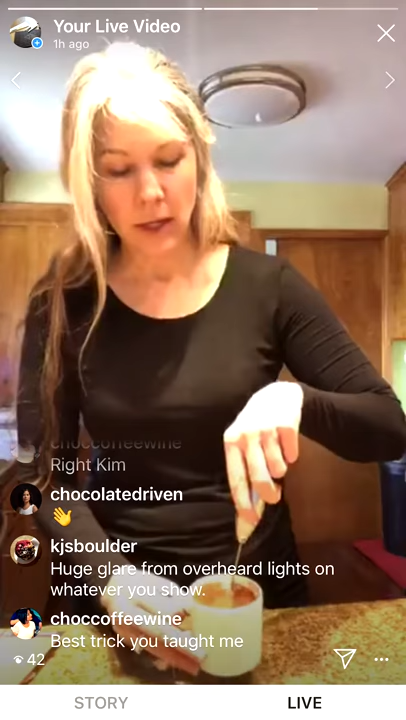 Your Live Video
1h ago
choccoffeewine
Right Kim
chocolatedriven
👋
kjsboulder
Huge glare from overheard lights on
whatever you show.
choccoffeewine
Best trick you taught me
42
STORY LIVE